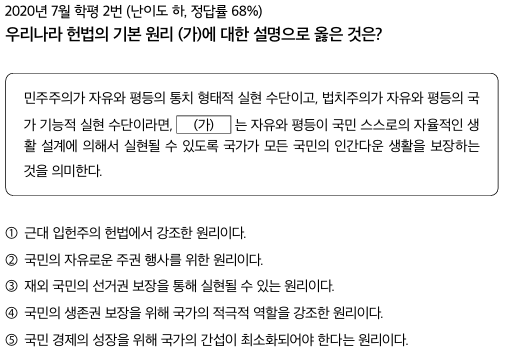 2020년 7월 학평 2번 (난이도 하, 정답률 68%)
우리나라 헌법의 기본 원리 (가)에 대한 설명으로 옳은 것은?
민주주의가 자유와 평등의 통치 형태적 실현 수단이고, 법치주의가 자유와 평등의 국
가 기능적 실현 수단이라면, (가) 는 자유와 평등이 국민 스스로의 자율적인 생
활 설계에 의해서 실현될 수 있도록 국가가 모든 국민의 인간다운 생활을 보장하는
것을 의미한다.
① 근대 입헌주의 헌법에서 강조한 원리이다.
② 국민의 자유로운 주권 행사를 위한 원리이다.
③ 재외 국민의 선거권 보장을 통해 실현될 수 있는 원리이다.
④ 국민의 생존권 보장을 위해 국가의 적극적 역할을 강조한 원리이다.
⑤ 국민 경제의 성장을 위해 국가의 간섭이 최소화되어야 한다는 원리이다.